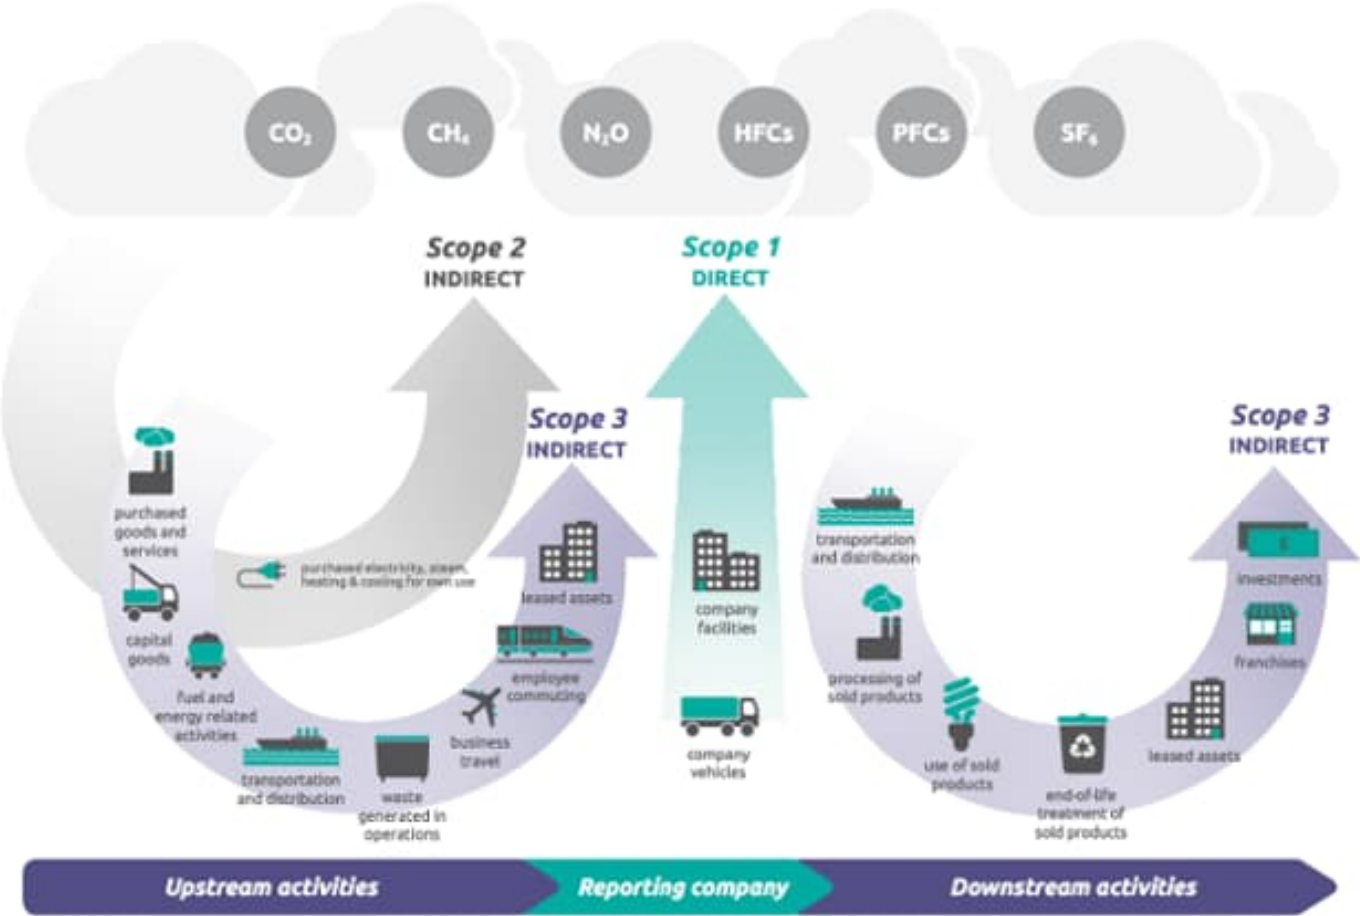 CO₂
CH₄
N₂O
HFCs
PFCs
SF₆
Scope 2
INDIRECT
Scope 1
DIRECT
Scope 3
INDIRECT
Scope 3
INDIRECT
purchased
goods and
services
capital
goods
fuel and
energy related
activities
transportation
and distribution
waste
generated in
operations
business
travel
employee
commuting
leased assets
purchased electricity, steam,
heating & cooling for own use
company
facilities
company
vehicles
transportation
and distribution
processing of
sold products
use of sold
products
end-of-life
treatment of
sold products
leased assets
franchises
investments
$
Upstream activities
Reporting company
Downstream activities